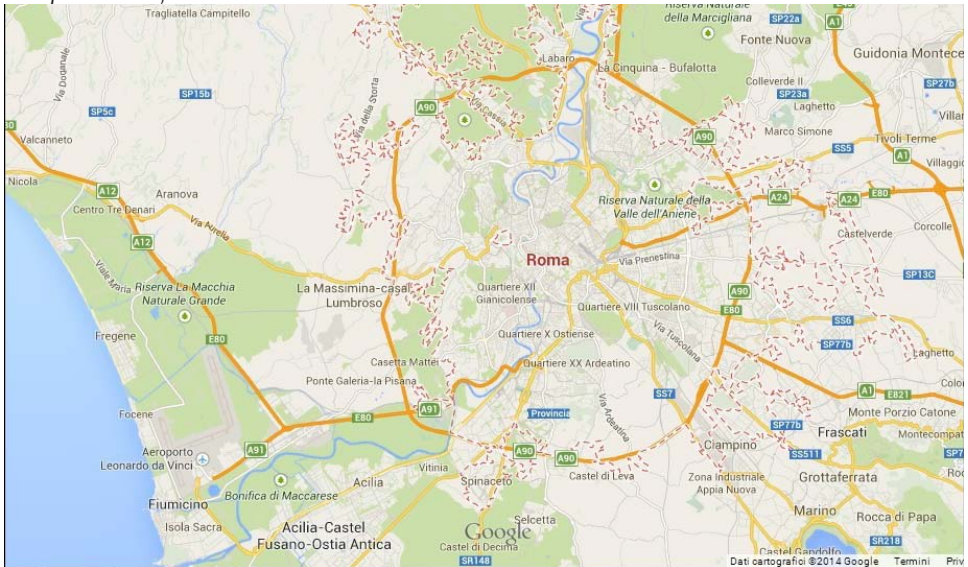 Tragliatella Campitello
Riserva Naturale
della Marcigliana
SP22a
A1
Fonte Nuova
Guidonia Montece
Labaro
La Cinquina - Bufalotta
Colleverde II
SP27b
Via Doganale
SP15b
Via della Storta
SP5c
A90
Via Cassia
SP23a
Laghetto
Villa
80
Valcanneto
A90
Marco Simone
Tivoli Terme
SS5
A1
Villaggio
Nicola
A12
Aranova
Riserva Naturale della
Valle dell'Aniene
A24
A24
E80
Centro Tre Denari
Via Aurelia
Corcolle
A12
Castelverde
Roma
Via Prenestina
Viale Maria
Riserva La Macchia
Naturale Grande
La Massimina-casal
Lumbroso
Quartiere XII
Gianicolense
A90
SP13C
E80
Quartiere VIII Tuscolano
SS6
Fregene
E80
Quartiere X Ostiense
Via Tuscolana
SP77b
Laghetto
Casetta Mattei
Quartiere XX Ardeatino
Ponte Galeria-la Pisana
SS7
A1
E821
Colon
Focene
A91
E80
Provincia
Via Ardeatina
Monte Porzio Catone
SP77b
Frascati
Montecompat
A91
Ciampino
Aeroporto
Leonardo da Vinci
A90
A90
SS511
SP7
Vitinia
Castel di Leva
Zona industriale
Appia Nuova
Grottaferrata
Bonifica di Maccarese
Acilia
Spinaceto
Fiumicino
Marino
Isola Sacra
Selcetta
Rocca di Papa
Acilia-Castel
Fusano-Ostia Antica
Google
Castel di Decima
SR148
Castel Gandolfo
SR218
Dati cartografici ©2014 Google Termini Priv